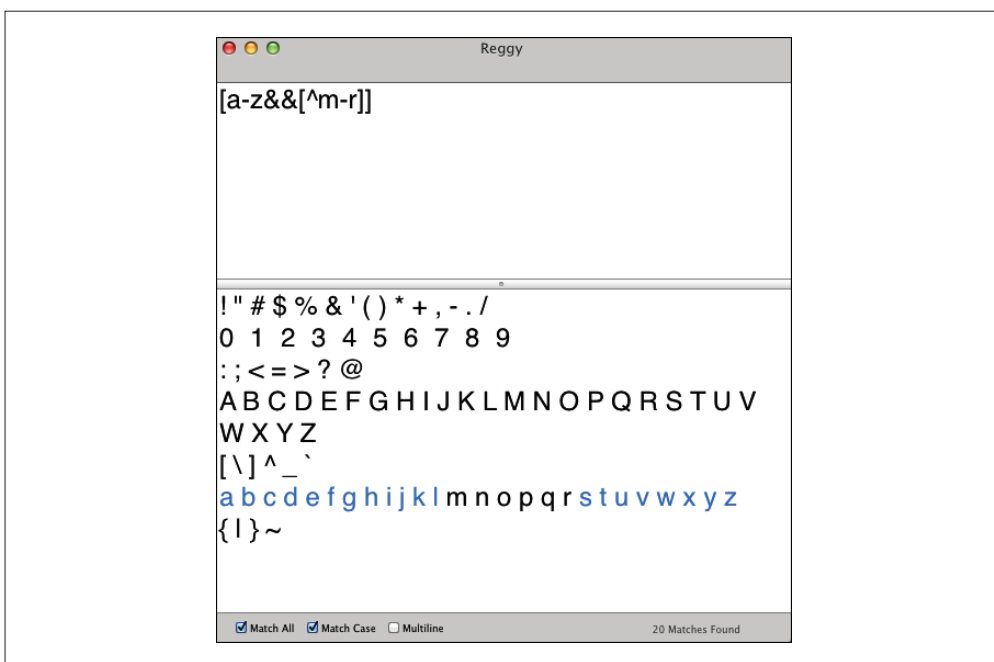 Reggy
[a-z&&[^m-r]]
! " # $ % & ' ( ) * + , - . /
0 1 2 3 4 5 6 7 8 9
: ; < = > ? @
A B C D E F G H I J K L M N O P Q R S T U V
W X Y Z
[ \ ] ^ _ `
a b c d e f g h i j k l m n o p q r s t u v w x y z
{ | } ~
Match All Match Case Multiline 20 Matches Found